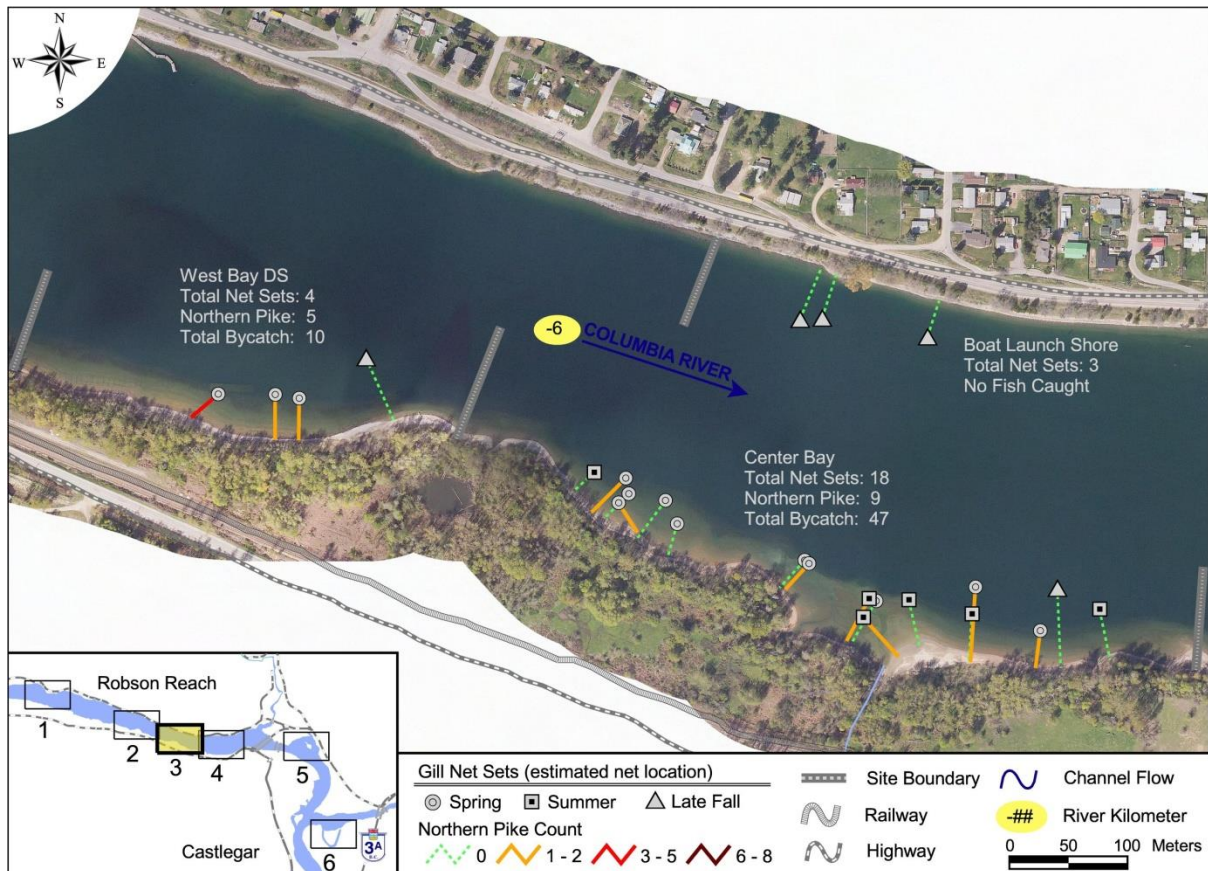 N
W E
S
West Bay DS
Total Net Sets: 4
Northern Pike: 5
Total Bycatch: 10
-6
COLUMBIA RIVER
Boat Launch Shore
Total Net Sets: 3
No Fish Caught
Center Bay
Total Net Sets: 18
Northern Pike: 9
Total Bycatch: 47
Robson Reach
1
2
3
4
5
6
Castlegar
3A
B.C.
Gill Net Sets (estimated net location)
Spring Summer Late Fall
Northern Pike Count
0 1 - 2 3 - 5 6 - 8
Site Boundary
Railway
Highway
Channel Flow
-## River Kilometer
Meters
0 50 100